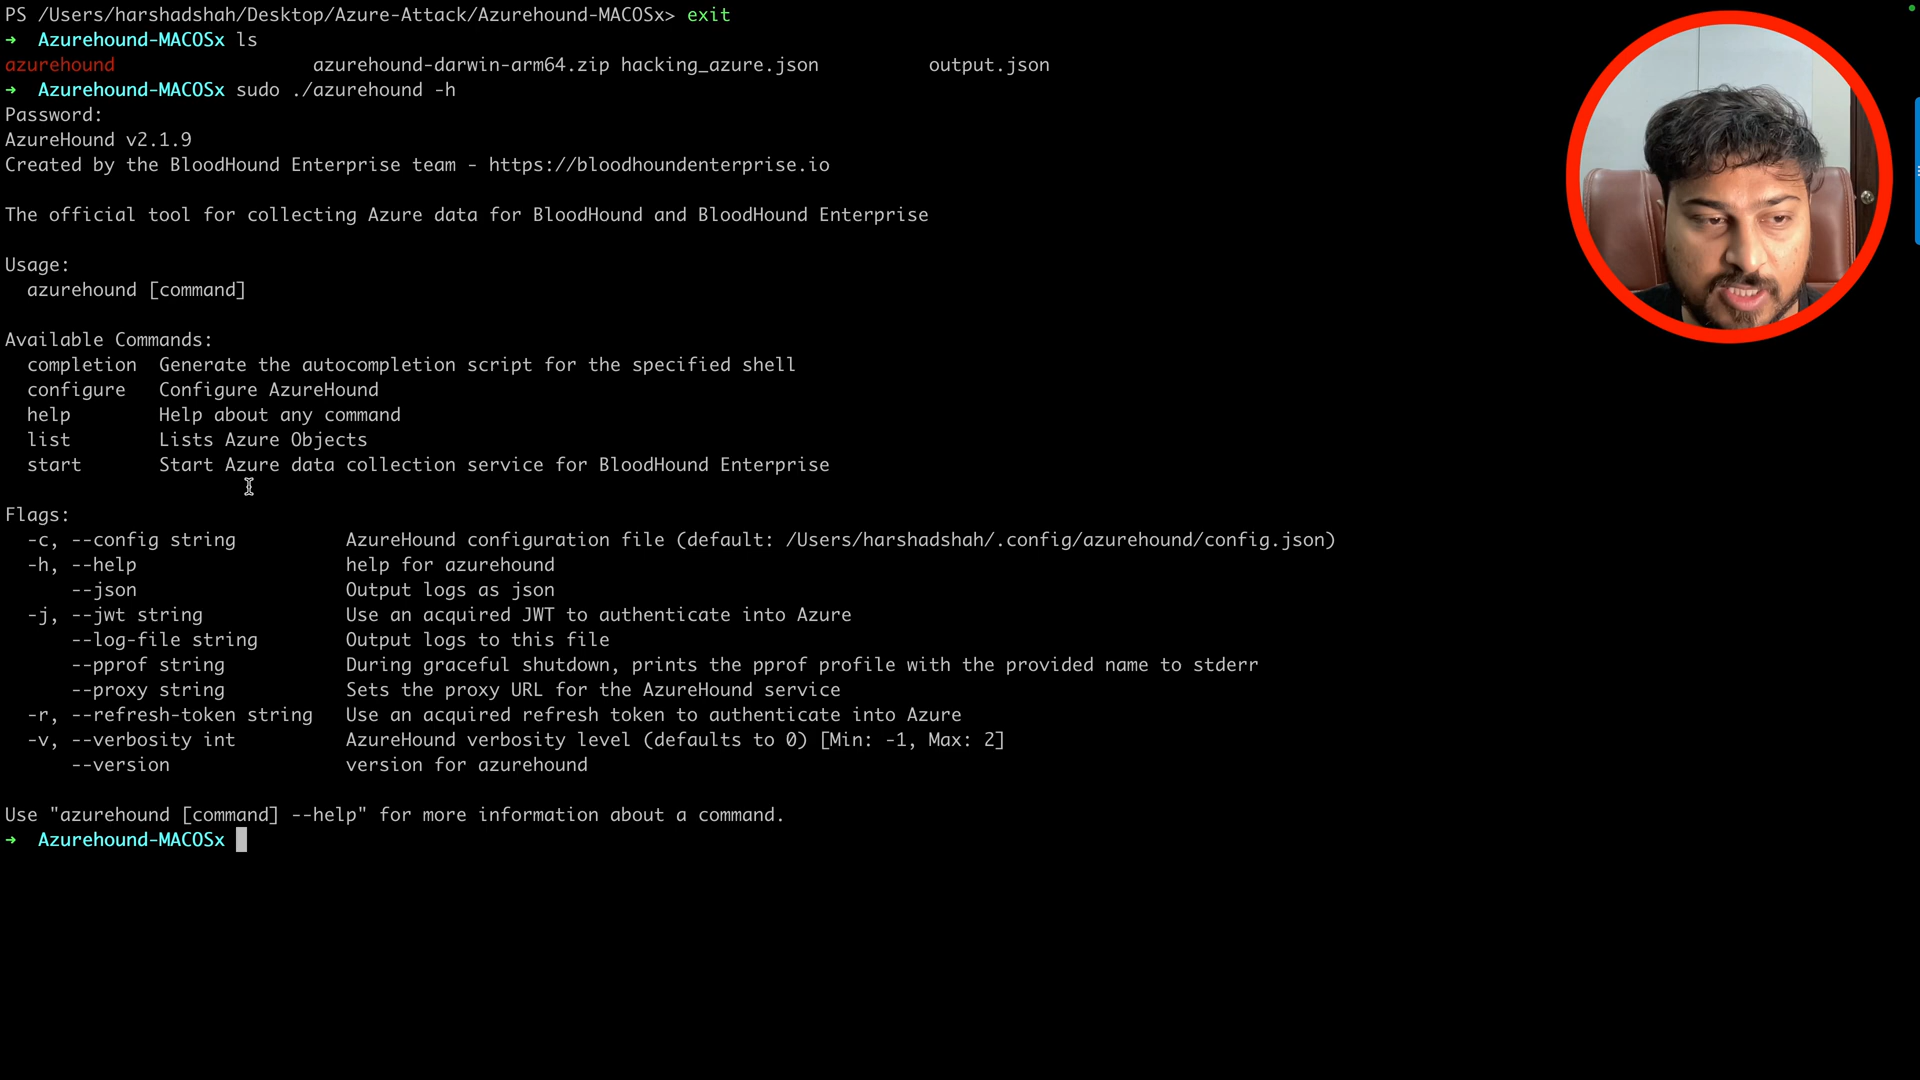 PS /Users/harshadshah/Desktop/Azure-Attack/Azurehound-MACOSx> exit
→ Azurehound-MACOSx ls
azurehound azurehound-darwin-arm64.zip hacking_azure.json output.json
→ Azurehound-MACOSx sudo ./azurehound -h
Password:
AzureHound v2.1.9
Created by the BloodHound Enterprise team - https://bloodhoundenterprise.io
The official tool for collecting Azure data for BloodHound and BloodHound Enterprise
Usage:
azurehound [command]
Available Commands:
completion Generate the autocompletion script for the specified shell
configure Configure AzureHound
help Help about any command
list Lists Azure Objects
start Start Azure data collection service for BloodHound Enterprise
Flags:
-c, --config string AzureHound configuration file (default: /Users/harshadshah/.config/azurehound/config.json)
-h, --help help for azurehound
--json Output logs as json
-j, --jwt string Use an acquired JWT to authenticate into Azure
--log-file string Output logs to this file
--pprof string During graceful shutdown, prints the pprof profile with the provided name to stderr
--proxy string Sets the proxy URL for the AzureHound service
-r, --refresh-token string Use an acquired refresh token to authenticate into Azure
-v, --verbosity int AzureHound verbosity level (defaults to 0) [Min: -1, Max: 2]
--version version for azurehound
Use "azurehound [command] --help" for more information about a command.
→ Azurehound-MACOSx